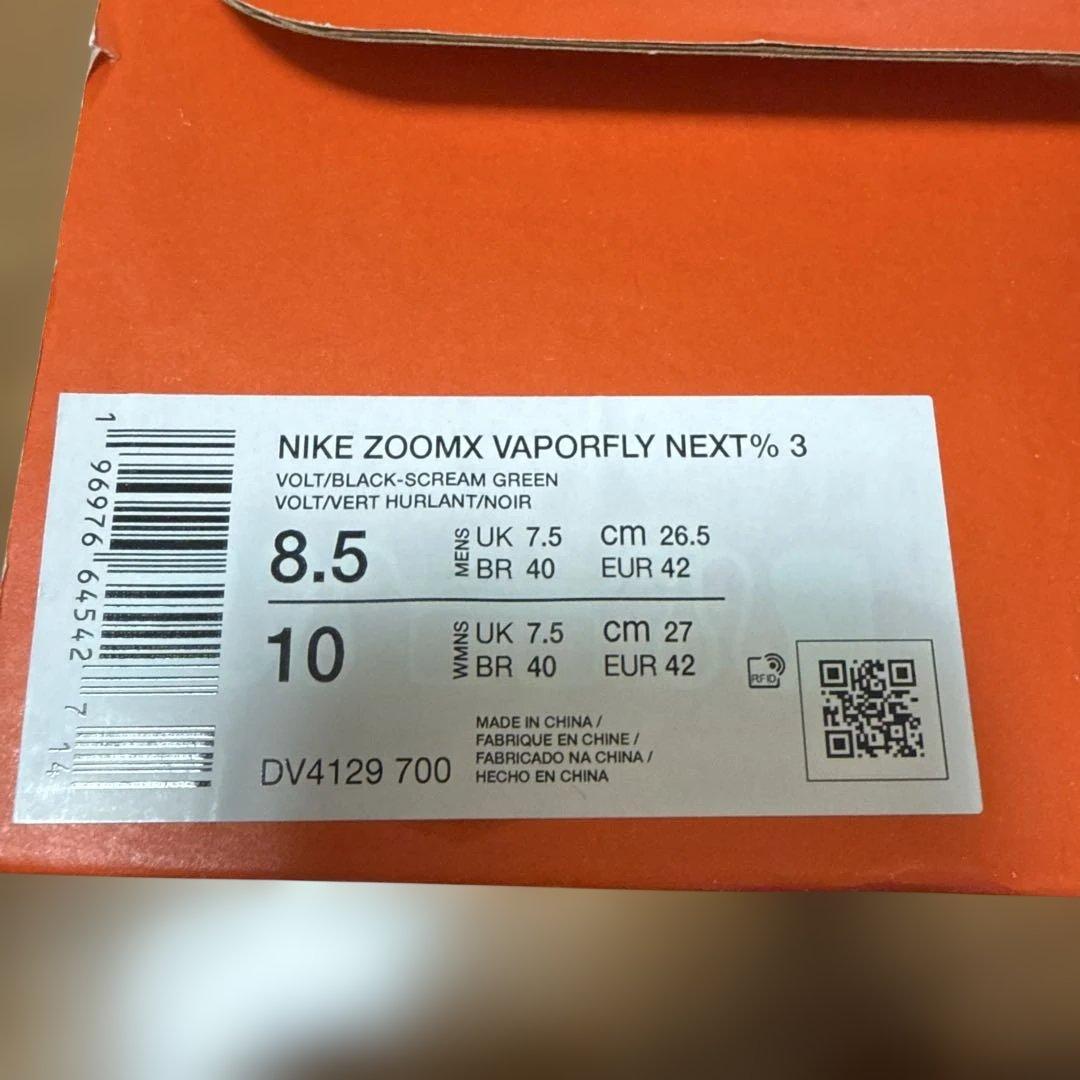 NIKE ZOOMX VAPORFLY NEXT% 3
VOLT/BLACK-SCREAM GREEN
VOLT/VERT HURLANT/NOIR
8.5 MENS UK 7.5 cm 26.5
BR 40 EUR 42
10 WMNS UK 7.5 cm 27
BR 40 EUR 42
RFID
DV4129 700
MADE IN CHINA /
FABRIQUE EN CHINE /
FABRICADO NA CHINA /
HECHO EN CHINA
1 96976 64542 7 14